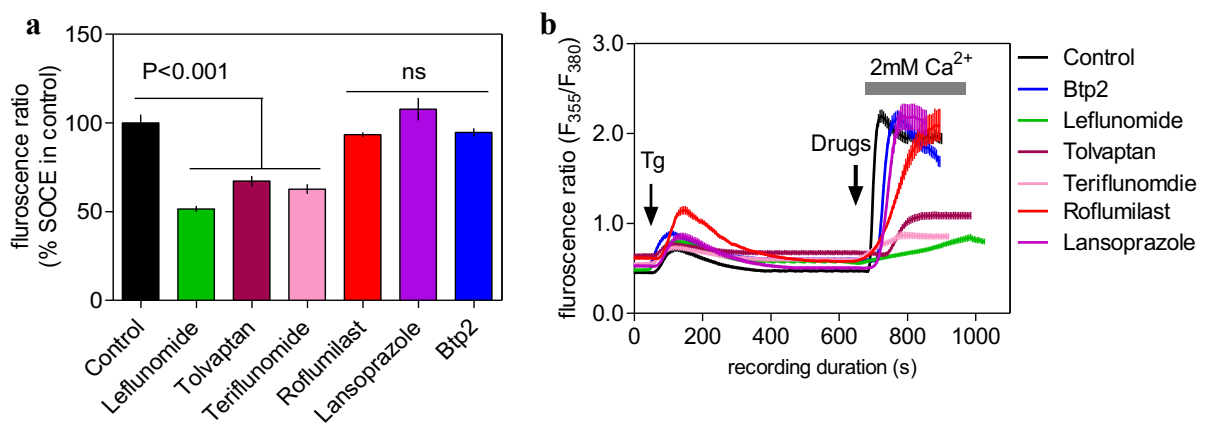 a
fluroscence ratio
(% SOCE in control)
150
100
50
0
P<0.001
ns
Control
Leflunomide
Tolvaptan
Teriflunomide
Roflumilast
Lansoprazole
Btp2
b
fluroscence ratio (F355/F380)
3.0
2.0
1.0
0.0
Tg
Drugs
2mM Ca2+
0 200 400 600 800 1000
recording duration (s)
Control
Btp2
Leflunomide
Tolvaptan
Teriflunomdie
Roflumilast
Lansoprazole